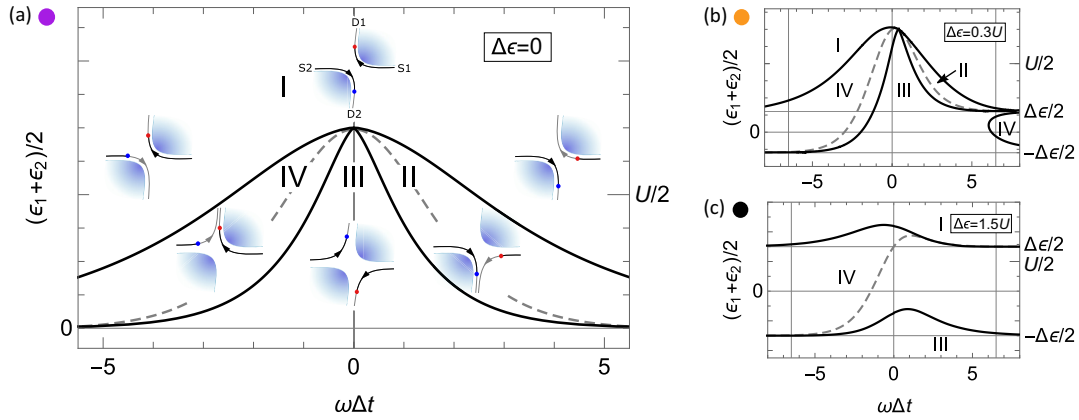 (a)
Δϵ=0
D1
S2
S1
I
D2
IV
III
II
(ϵ₁+ϵ₂)/2
U/2
0
−5
0
5
ωΔt
(b)
Δϵ=0.3U
I
II
IV
III
IV
(ϵ₁+ϵ₂)/2
U/2
Δϵ/2
0
−Δϵ/2
−5
0
5
(c)
Δϵ=1.5U
I
IV
III
(ϵ₁+ϵ₂)/2
Δϵ/2
U/2
0
−Δϵ/2
−5
0
5
ωΔt